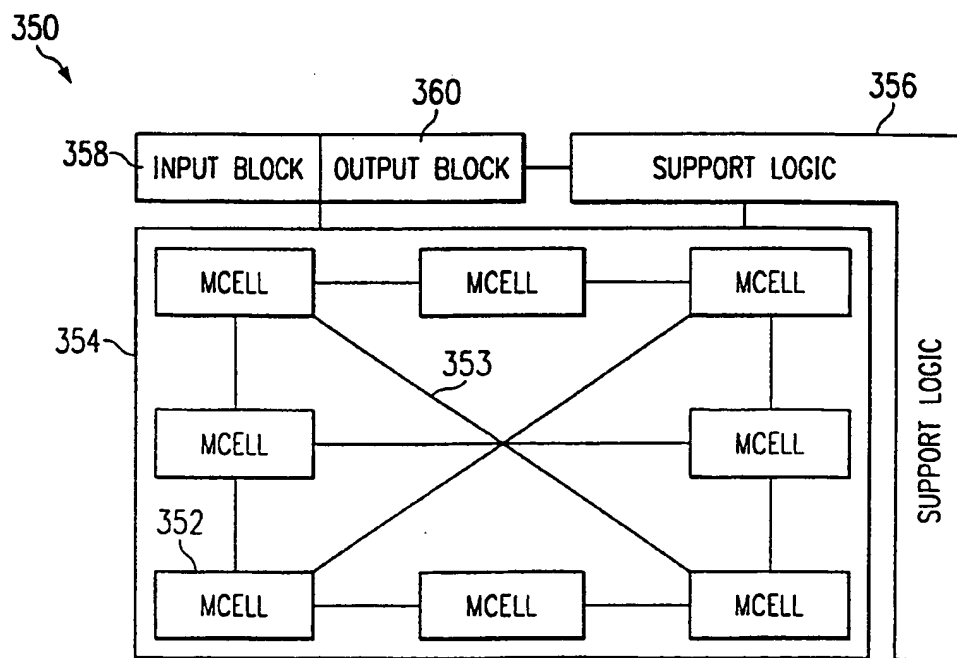 350
360
356
358
INPUT BLOCK
OUTPUT BLOCK
SUPPORT LOGIC
MCELL
MCELL
MCELL
354
353
SUPPORT LOGIC
MCELL
MCELL
352
MCELL
MCELL
MCELL